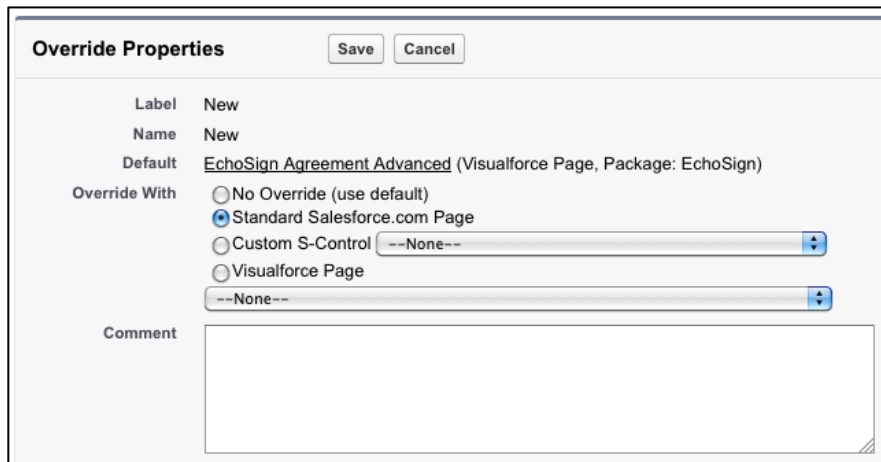 Override Properties Save Cancel
Label New
Name New
Default EchoSign Agreement Advanced (Visualforce Page, Package: EchoSign)
Override With No Override (use default)
Standard Salesforce.com Page
Custom S-Control --None--
Visualforce Page
--None--
Comment